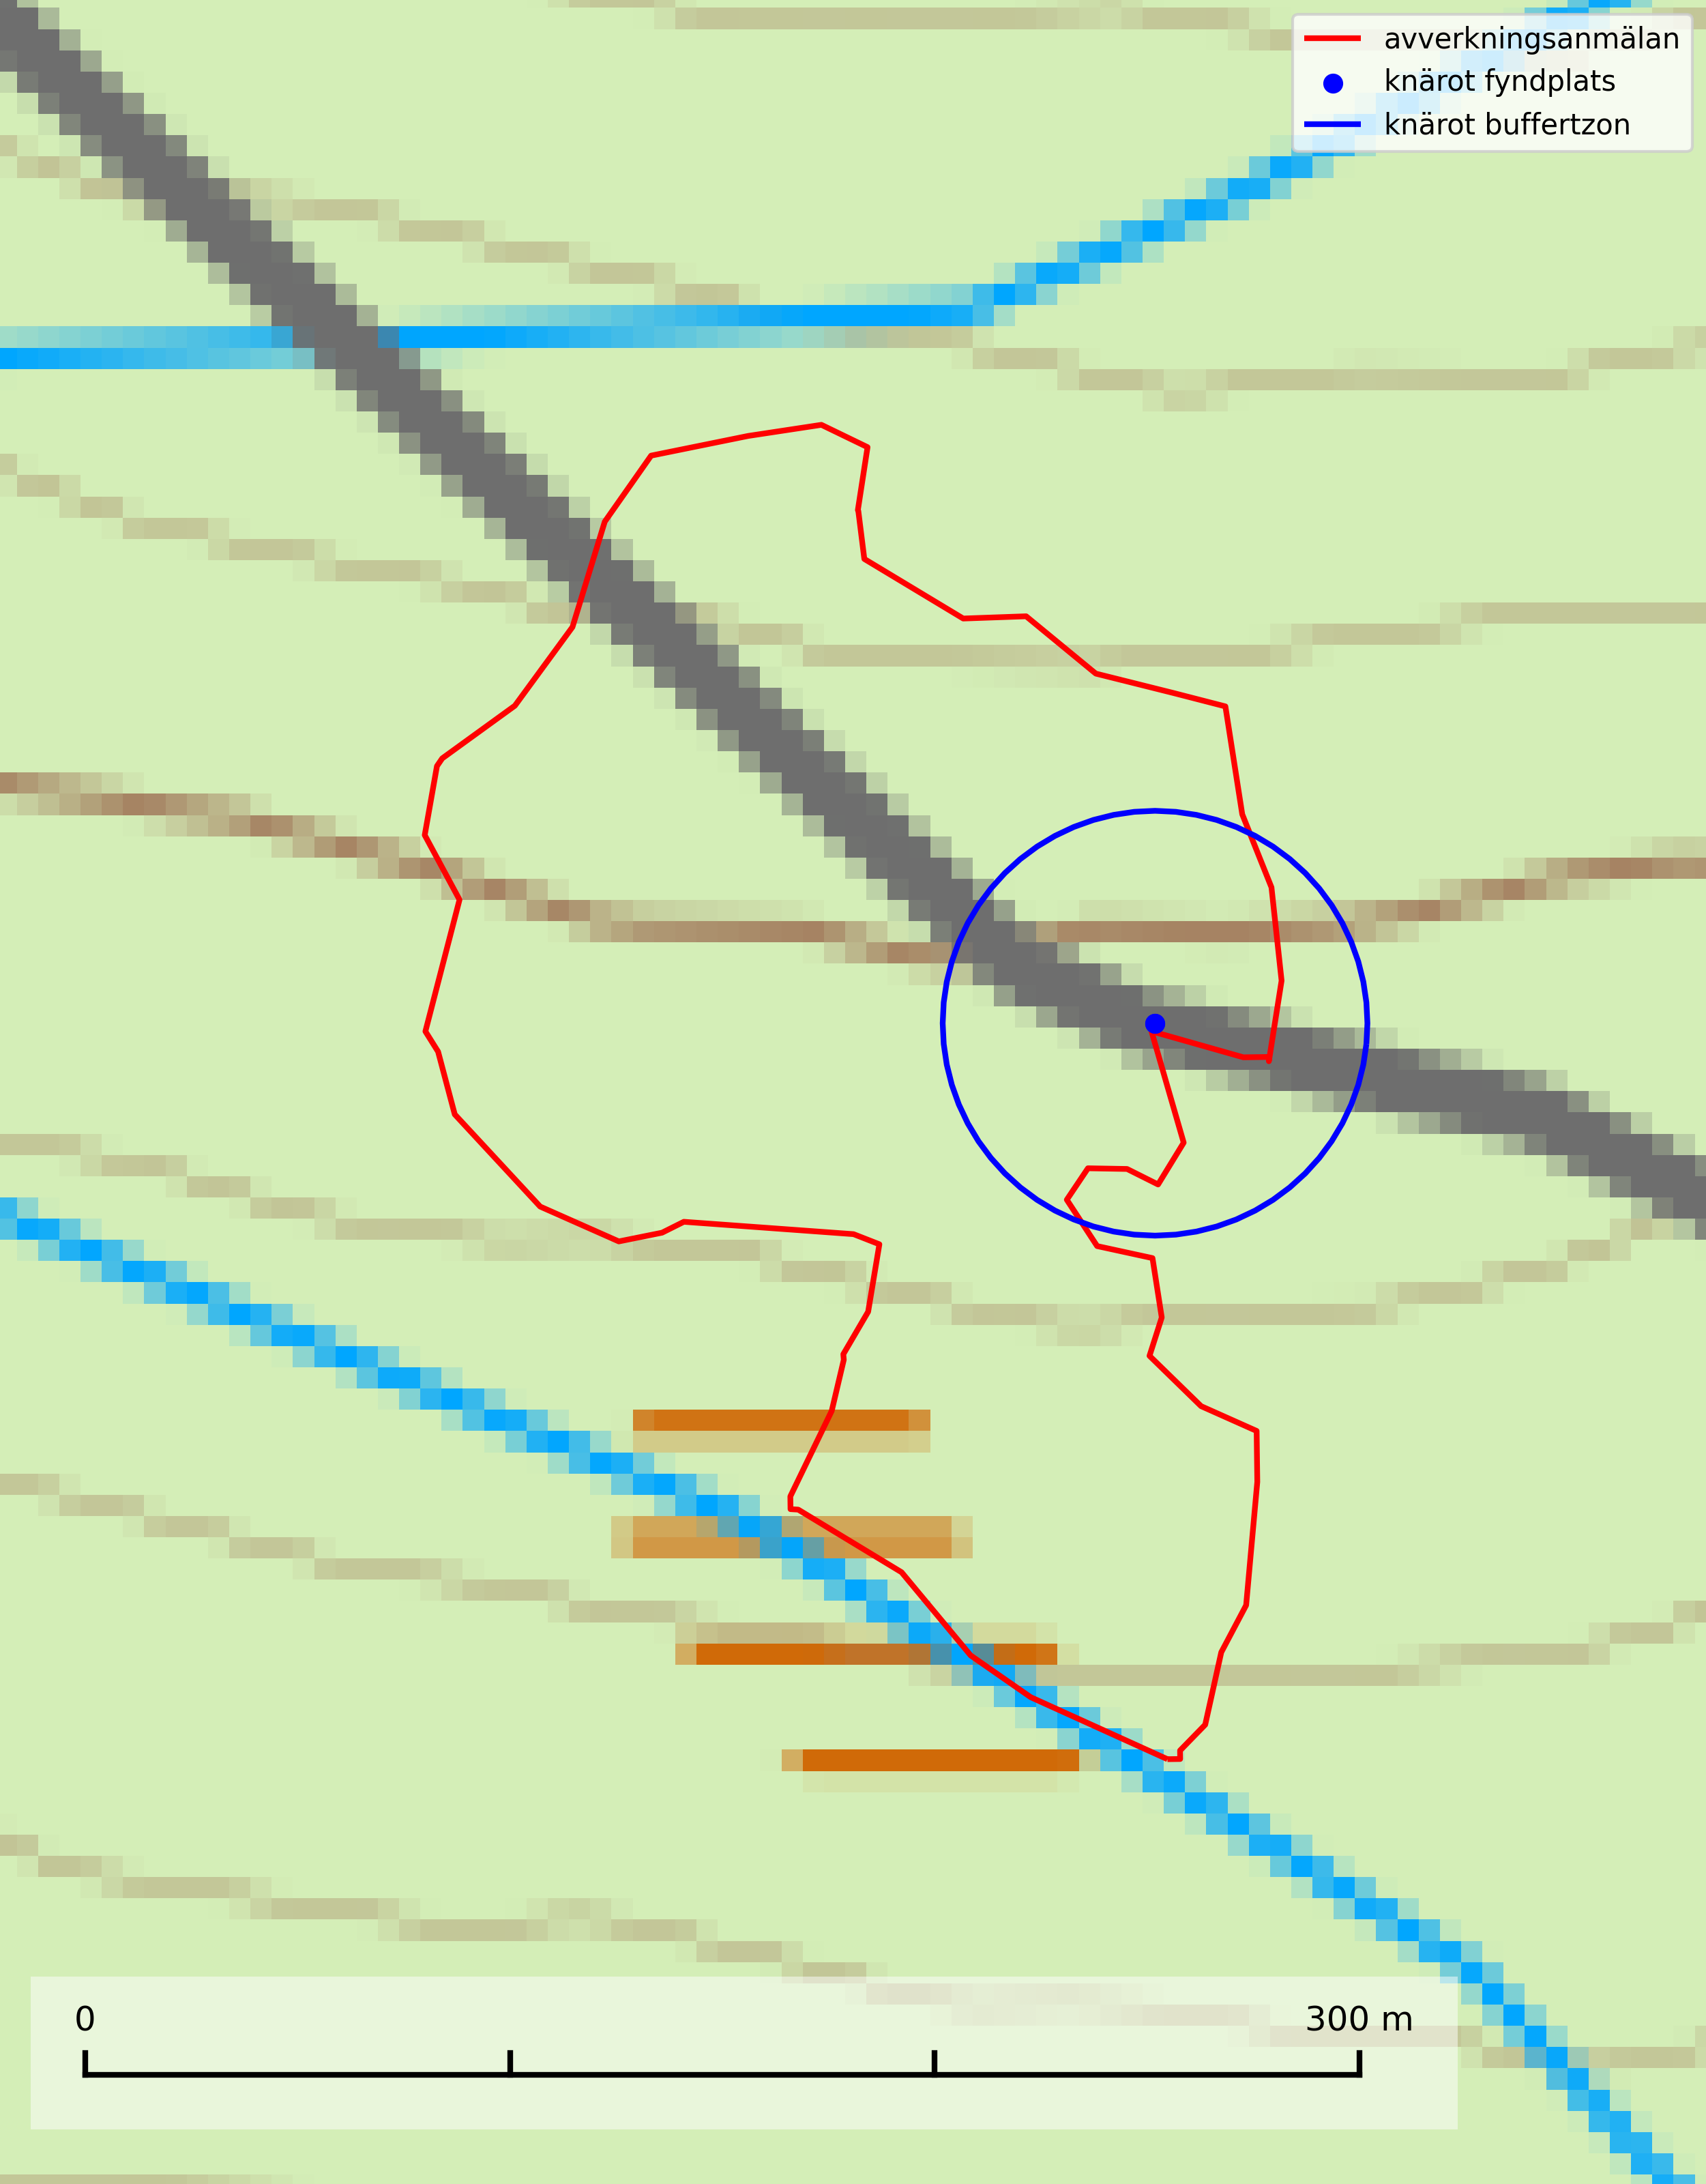 avverkningsanmälan
knärot fyndplats
knärot buffertzon
0
300 m